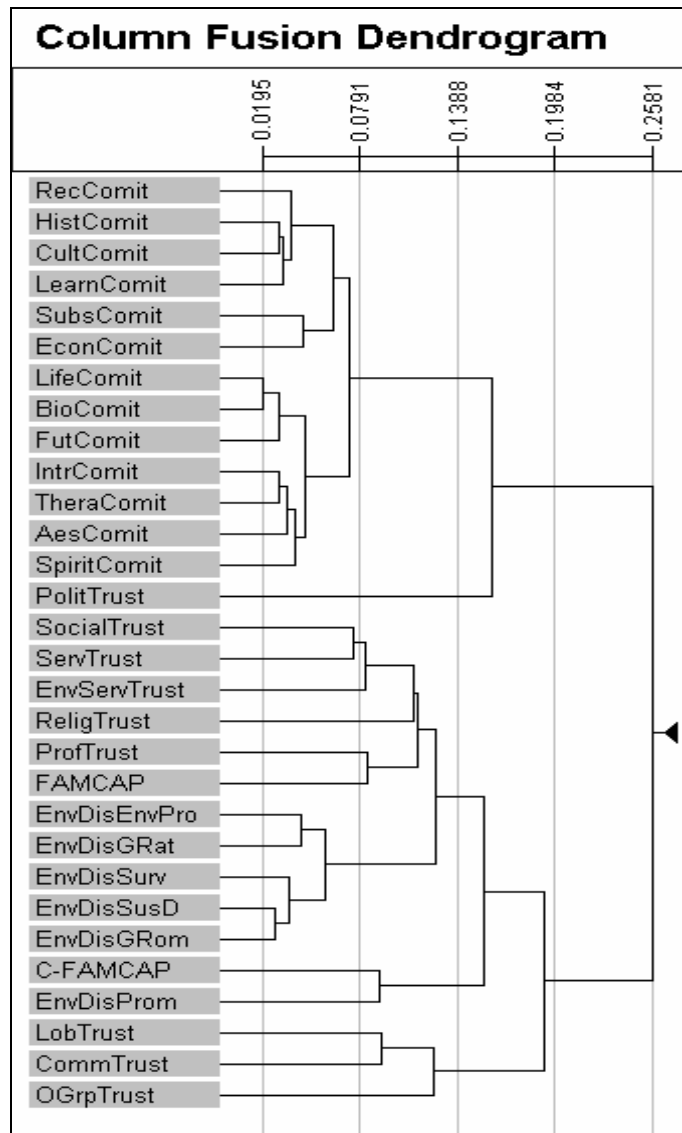 Column Fusion Dendrogram
0.0195 0.0791 0.1388 0.1984 0.2581
RecComit
HistComit
CultComit
LearnComit
SubsComit
EconComit
LifeComit
BioComit
FutComit
IntrComit
TheraComit
AesComit
SpiritComit
PolitTrust
SocialTrust
ServTrust
EnvServTrust
ReligTrust
ProfTrust
FAMCAP
EnvDisEnvPro
EnvDisGRat
EnvDisSurv
EnvDisSusD
EnvDisGRom
C-FAMCAP
EnvDisProm
LobTrust
CommTrust
OGrpTrust